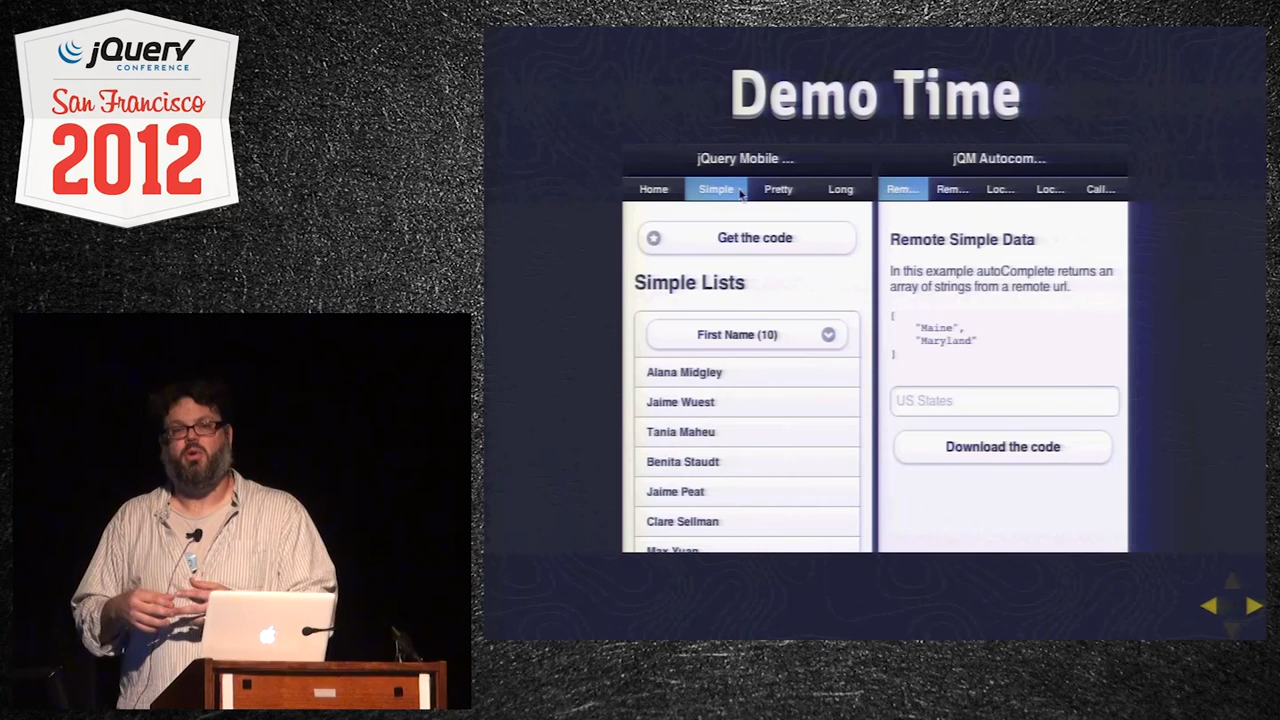 jQuery
CONFERENCE
San Francisco
2012
Demo Time
jQuery Mobile ...
Home Simple Pretty Long
Get the code
Simple Lists
First Name (10)
Alana Midgley
Jaime Wuest
Tania Maheu
Benita Staudt
Jaime Peat
Clare Sellman
Max Yuan
jQM Autocom...
Rem... Rem... Loc... Loc... Call...
Remote Simple Data
In this example autoComplete returns an
array of strings from a remote url.
[
"Maine",
"Maryland"
]
US States
Download the code